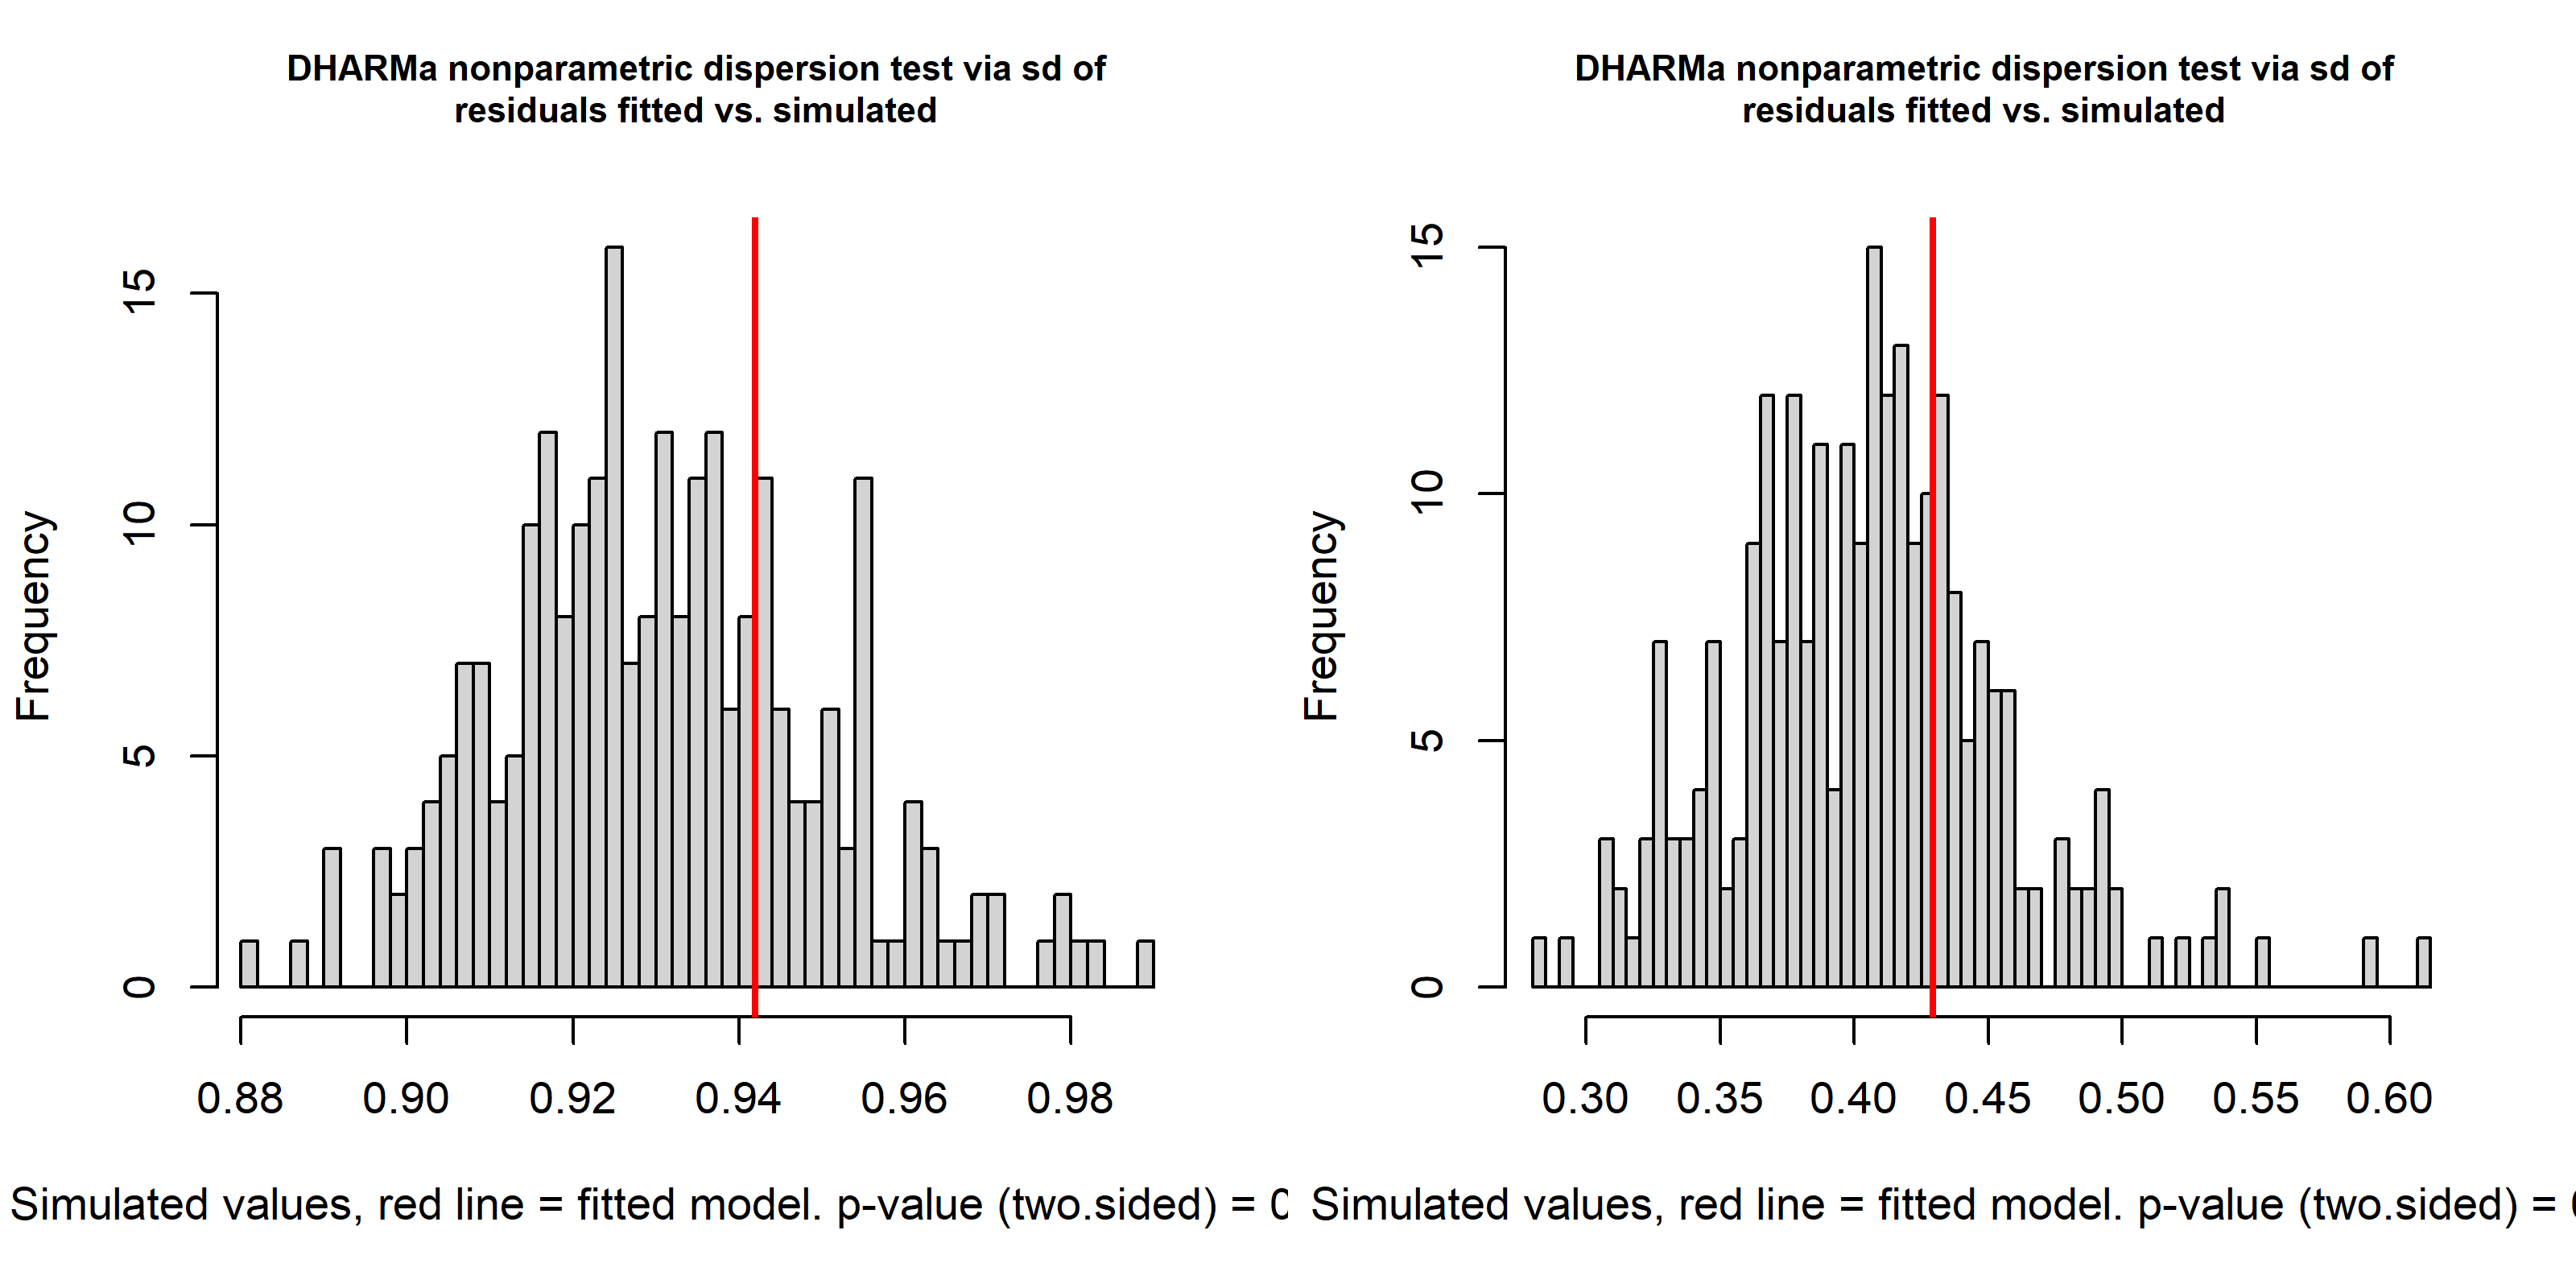 DHARMa nonparametric dispersion test via sd of
residuals fitted vs. simulated
Frequency
15
10
5
0
0.88 0.90 0.92 0.94 0.96 0.98
Simulated values, red line = fitted model. p-value (two.sided) = 0
DHARMa nonparametric dispersion test via sd of
residuals fitted vs. simulated
Frequency
15
10
5
0
0.30 0.35 0.40 0.45 0.50 0.55 0.60
Simulated values, red line = fitted model. p-value (two.sided) =